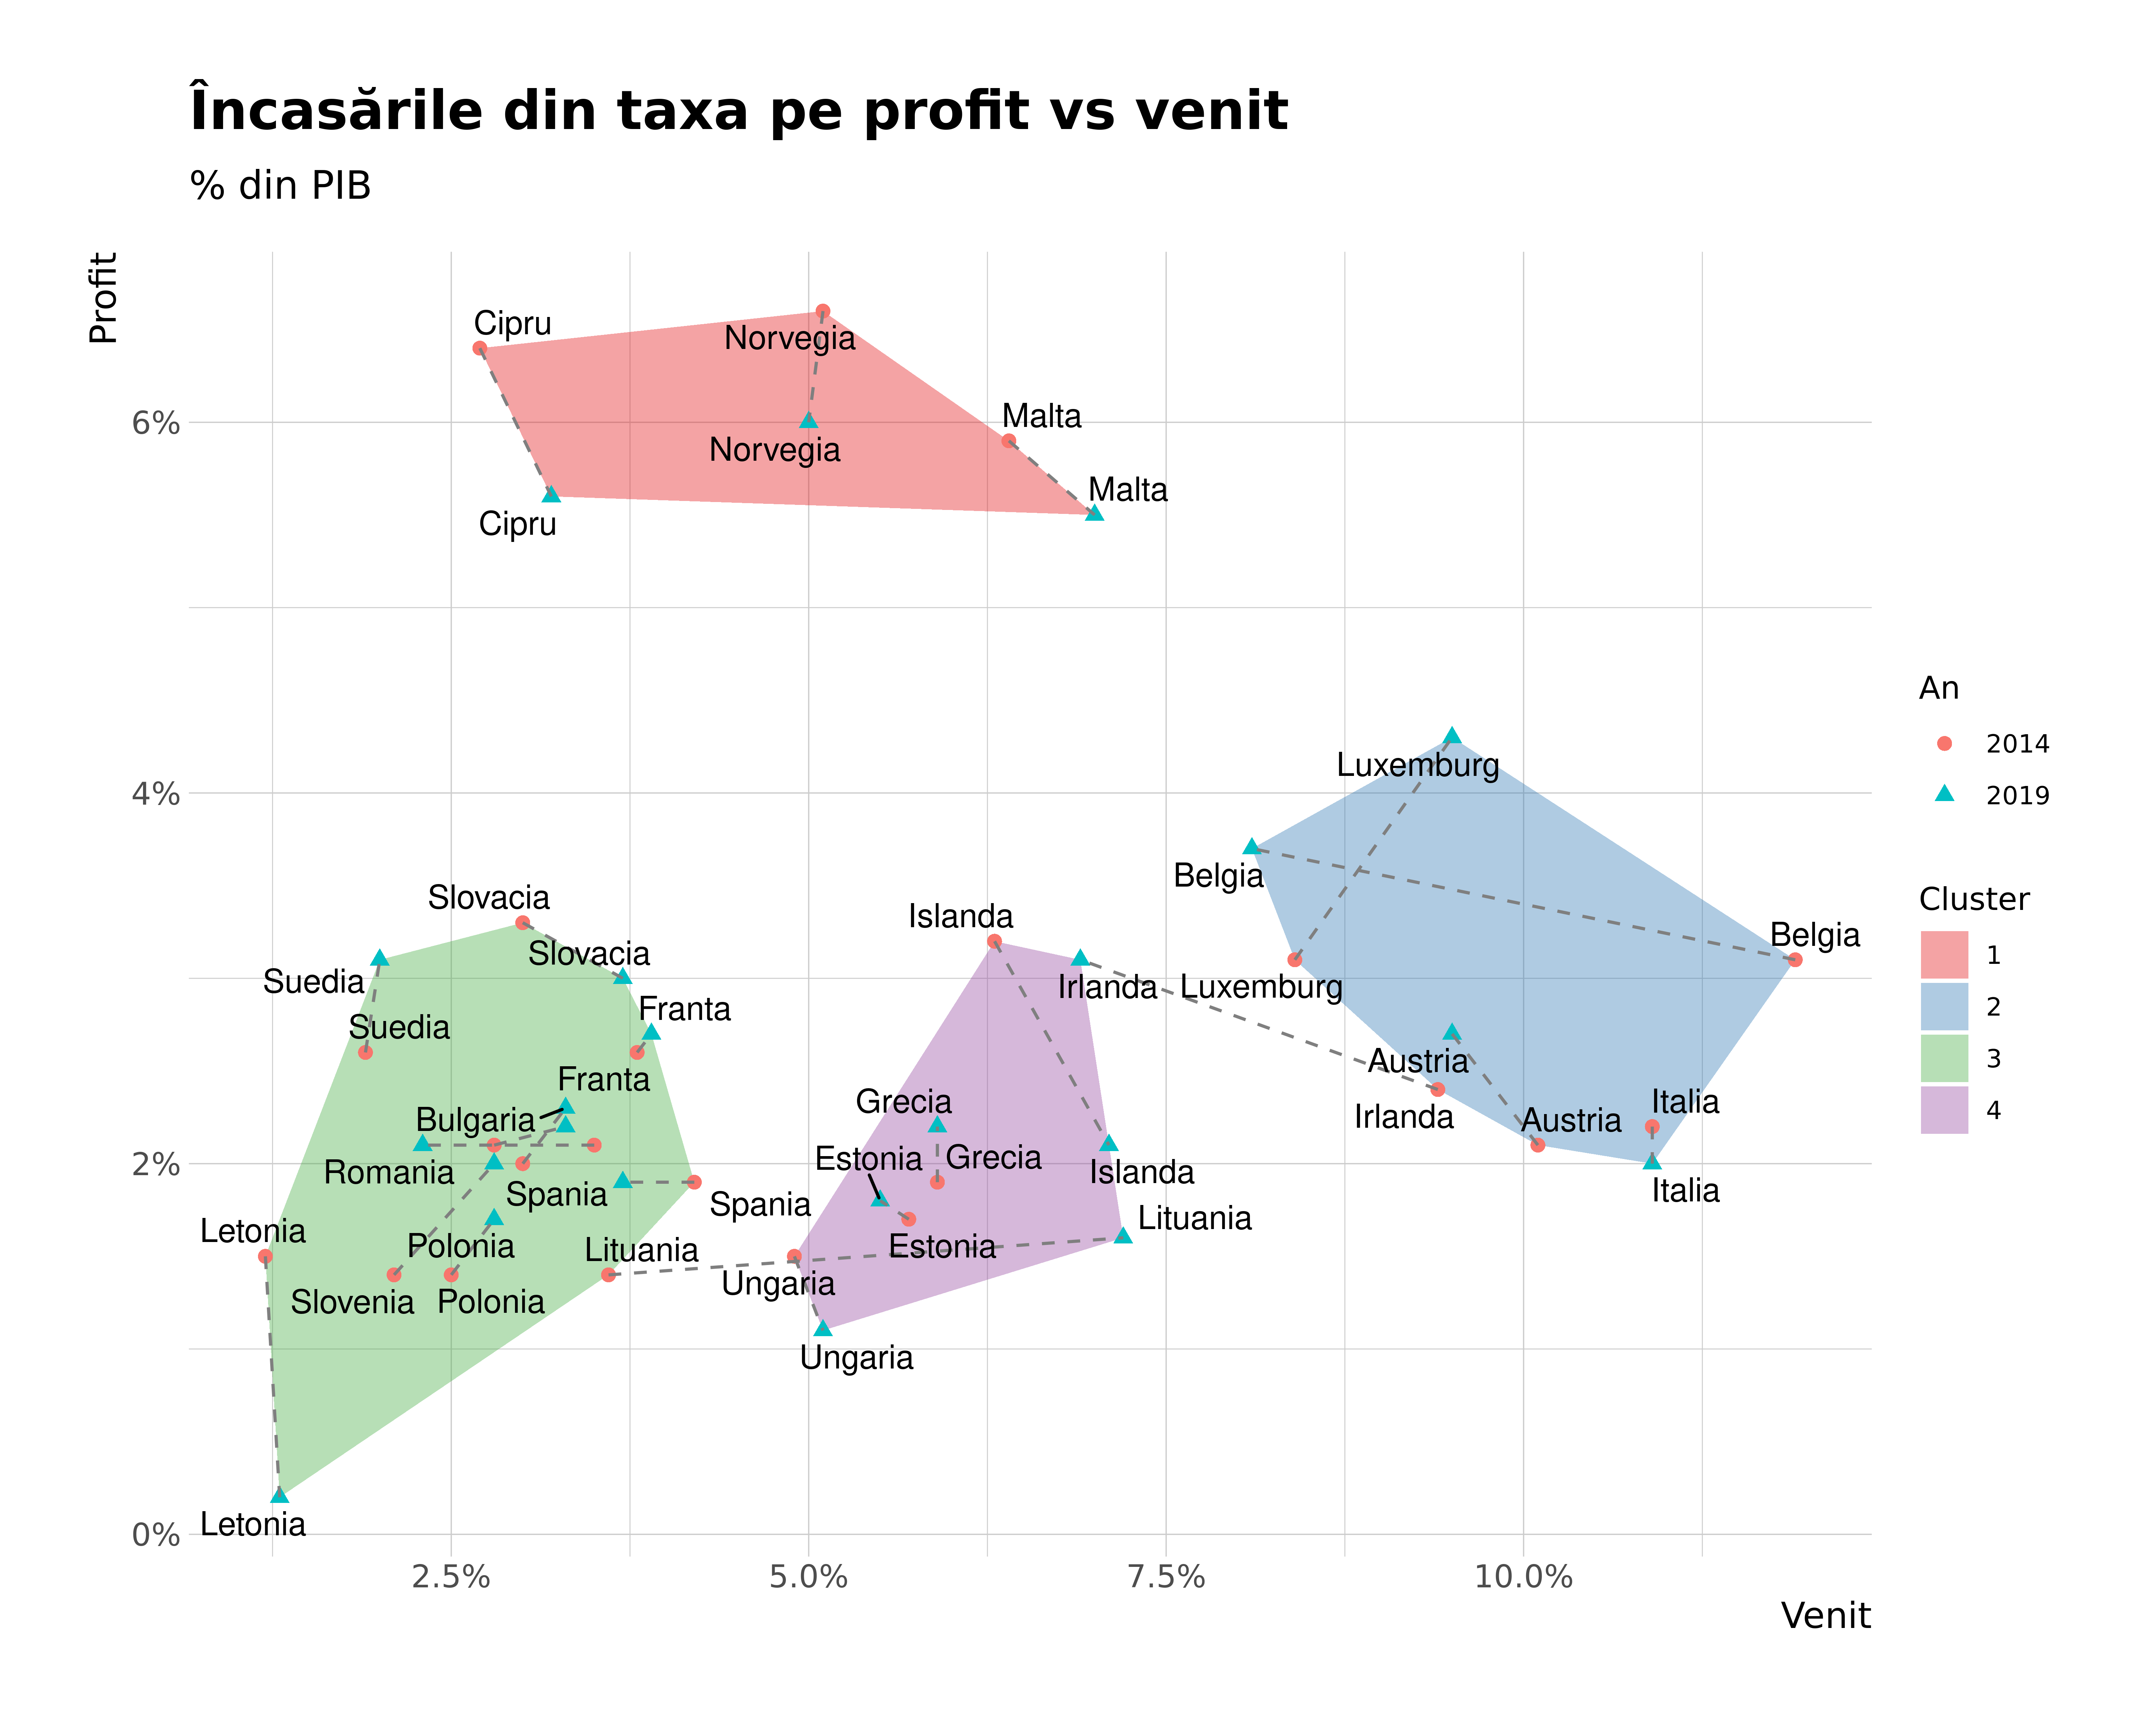 Încasările din taxa pe profit vs venit
% din PIB
Profit
Cipru
Norvegia
Malta
6%
Norvegia
Malta
Cipru
An
2014
2019
Luxemburg
4%
Belgia
Cluster
1
2
3
4
Slovacia
Islanda
Belgia
Slovacia
Suedia
Irlanda
Luxemburg
Franta
Suedia
Austria
Franta
Grecia
Italia
Bulgaria
Irlanda
Austria
2%
Romania
Estonia
Grecia
Islanda
Spania
Italia
Spania
Lituania
Letonia
Polonia
Lituania
Estonia
Ungaria
Slovenia
Polonia
Ungaria
Letonia
0%
2.5%
5.0%
7.5%
10.0%
Venit